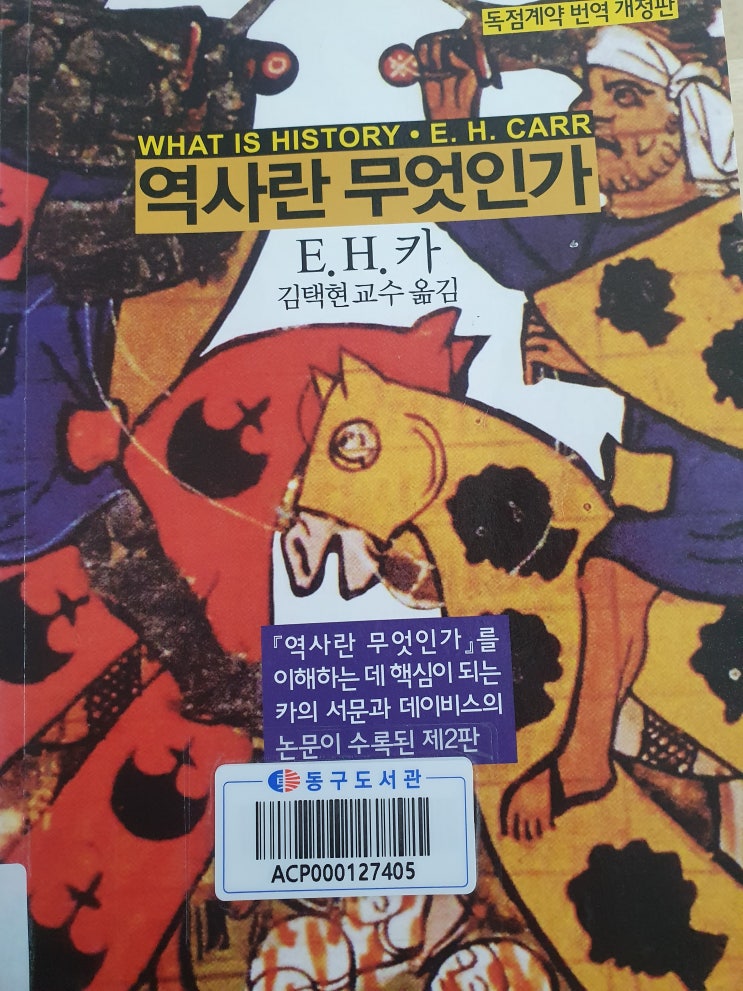 독점계약 번역 개정판
WHAT IS HISTORY • E. H. CARR
역사란 무엇인가
E. H. 카
김택현 교수 옮김
『역사란 무엇인가』를
이해하는 데 핵심이 되는
카의 서문과 데이비스의
논문이 수록된 제2판
동구도서관
ACP000127405